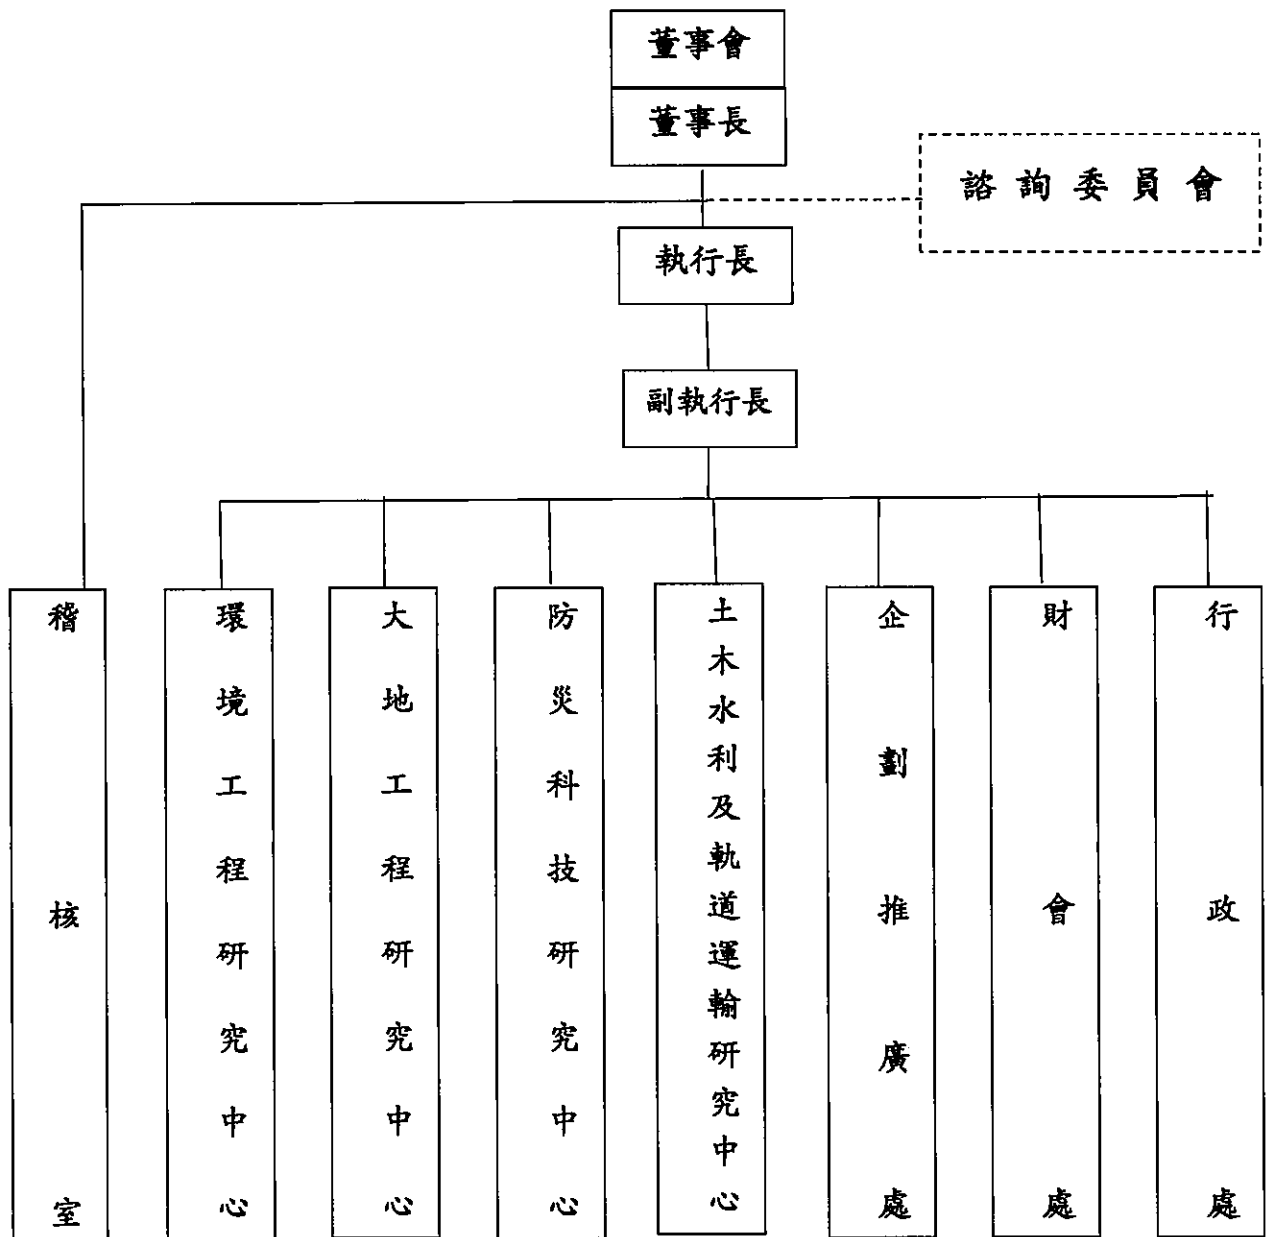 董事會
董事長
諮詢委員會
執行長
副執行長
稽核室
環境工程研究中心
大地工程研究中心
防災科技研究中心
土木水利及軌道運輸研究中心
企劃推廣處
財會處
行政處